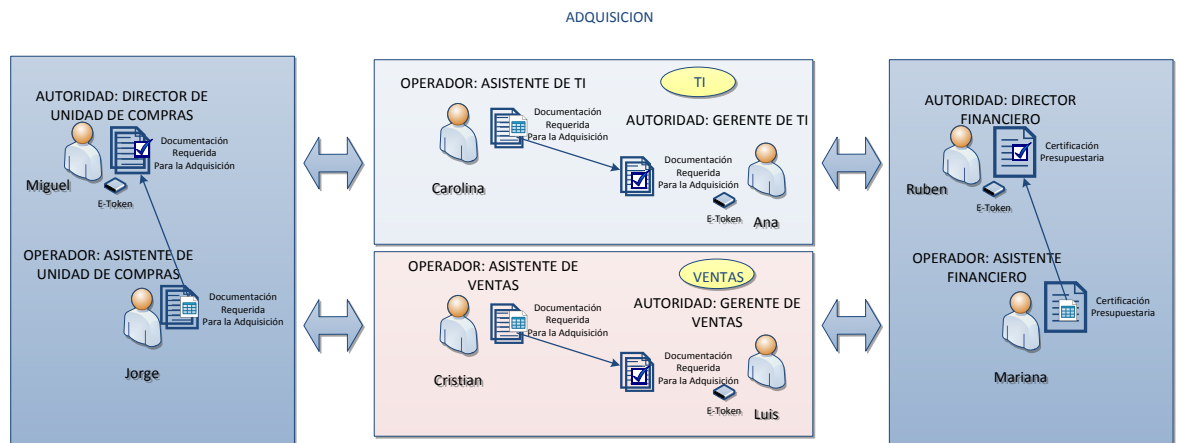 ADQUISICION
AUTORIDAD: DIRECTOR DE
UNIDAD DE COMPRAS
Documentación
Requerida
Para la Adquisición
Miguel
E-Token
OPERADOR: ASISTENTE DE
UNIDAD DE COMPRAS
Documentación
Requerida
Para la Adquisición
Jorge
OPERADOR: ASISTENTE DE TI
TI
Documentación
Requerida
Para la Adquisición
Carolina
AUTORIDAD: GERENTE DE TI
Documentación
Requerida
Para la Adquisición
E-Token
Ana
OPERADOR: ASISTENTE DE
VENTAS
VENTAS
Documentación
Requerida
Para la Adquisición
Cristian
AUTORIDAD: GERENTE DE
VENTAS
Documentación
Requerida
Para la Adquisición
E-Token
Luis
AUTORIDAD: DIRECTOR
FINANCIERO
Certificación
Presupuestaria
Ruben
E-Token
OPERADOR: ASISTENTE
FINANCIERO
Certificación
Presupuestaria
Mariana